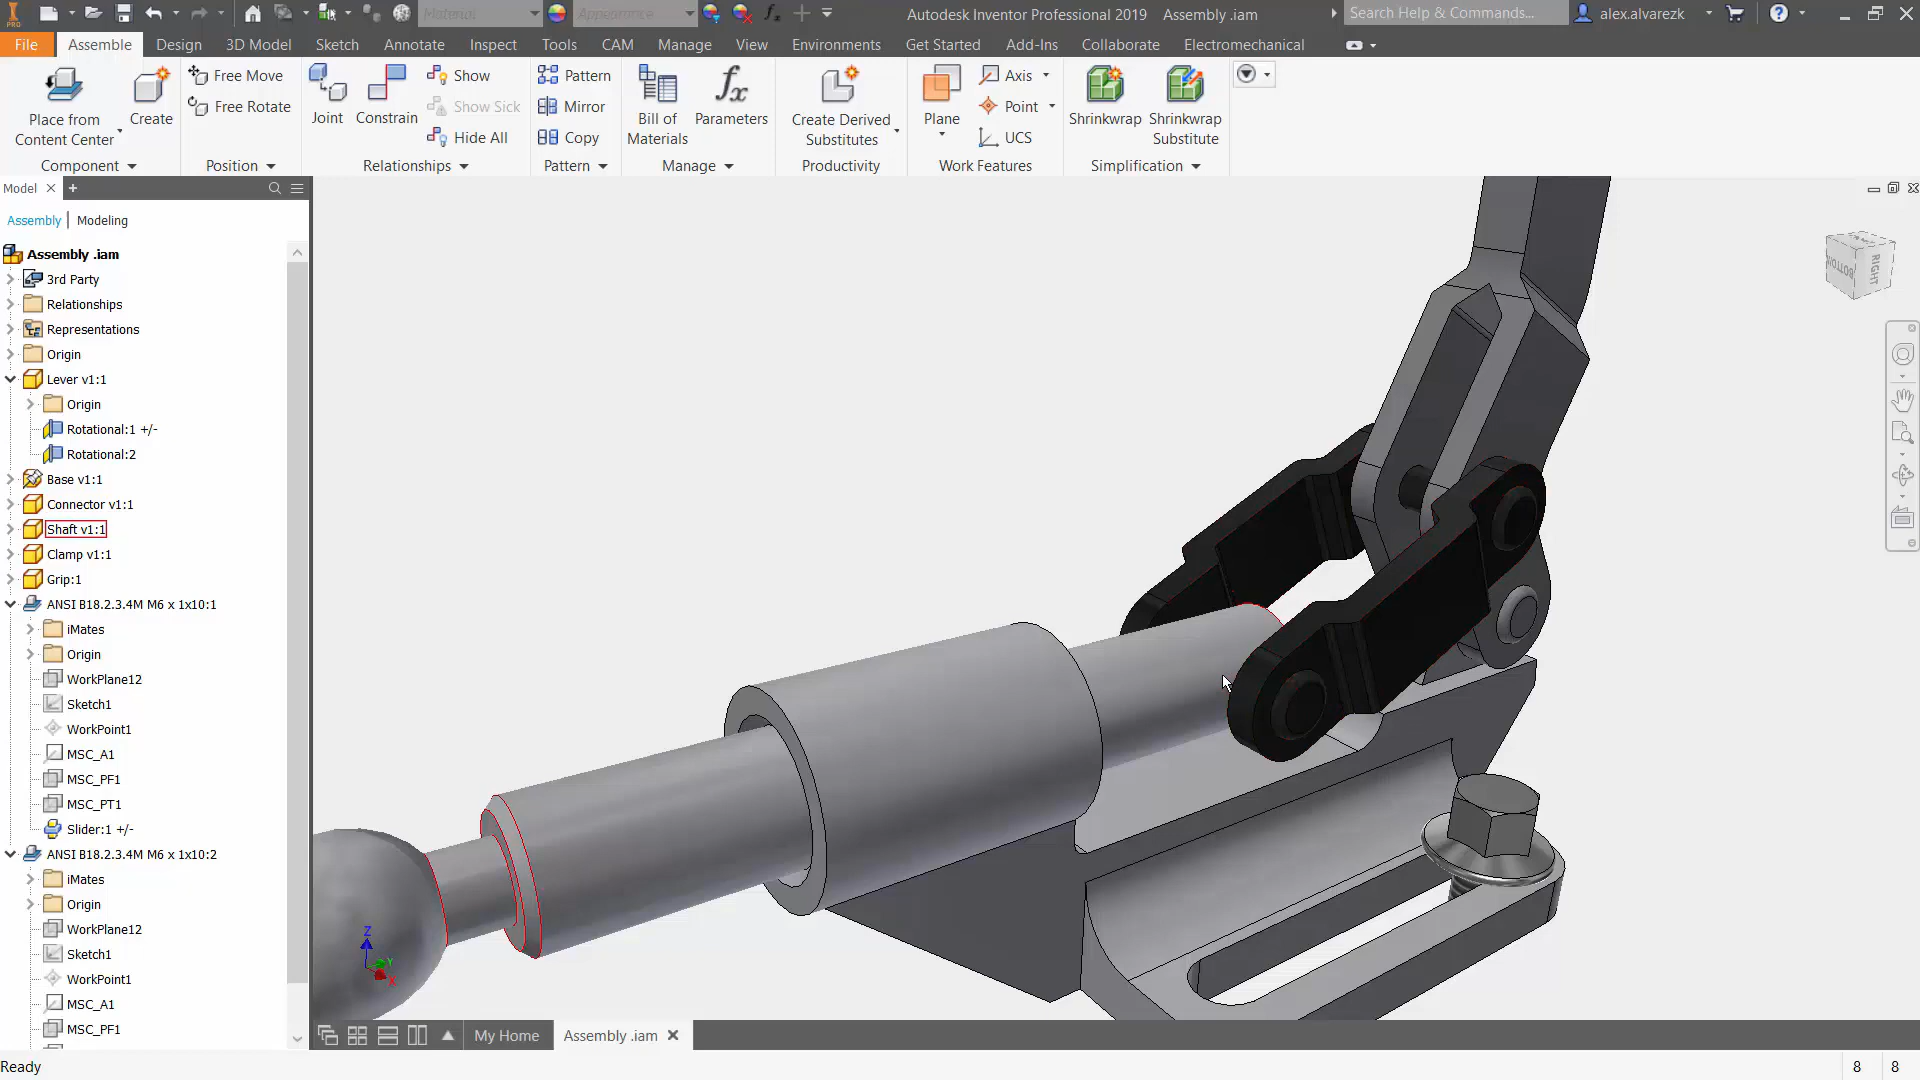 PRO
Material
Appearance
Autodesk Inventor Professional 2019 Assembly .iam
Search Help & Commands...
alex.alvarezk
File Assemble Design 3D Model Sketch Annotate Inspect Tools CAM Manage View Environments Get Started Add-Ins Collaborate Electromechanical
Place from
Content Center
Create
Component
Free Move
Free Rotate
Position
Joint
Constrain
Show
Show Sick
Hide All
Relationships
Pattern
Mirror
Copy
Pattern
Bill of
Materials
Parameters
Manage
Create Derived
Substitutes
Productivity
Plane
Axis
Point
UCS
Work Features
Shrinkwrap
Shrinkwrap
Substitute
Simplification
Model
Assembly | Modeling
Assembly .iam
3rd Party
Relationships
Representations
Origin
Lever v1:1
Origin
Rotational:1 +/-
Rotational:2
Base v1:1
Connector v1:1
Shaft v1:1
Clamp v1:1
Grip:1
ANSI B18.2.3.4M M6 x 1x10:1
iMates
Origin
WorkPlane12
Sketch1
WorkPoint1
MSC_A1
MSC_PF1
MSC_PT1
Slider:1 +/-
ANSI B18.2.3.4M M6 x 1x10:2
iMates
Origin
WorkPlane12
Sketch1
WorkPoint1
MSC_A1
MSC_PF1
BOTTOM
RIGHT
Z
Y
X
My Home
Assembly .iam
Ready
8 8